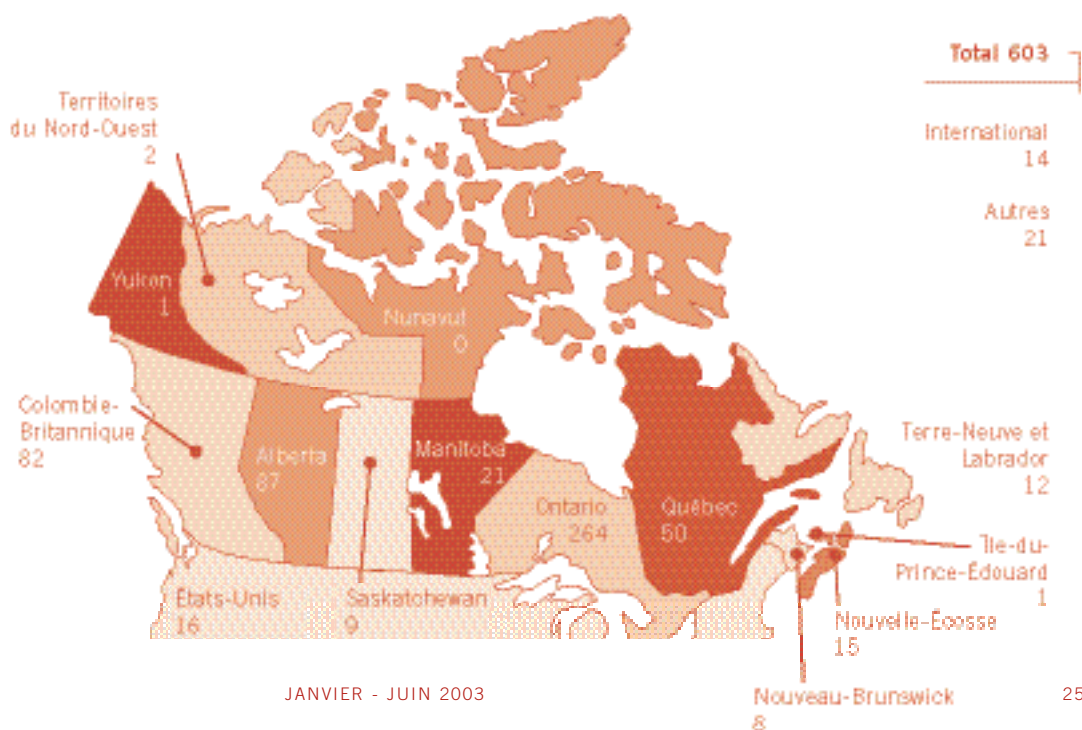 Total 603
Territoires
du Nord-Ouest
2
International
14
Autres
21
Yukon
1
Nunavut
0
Colombie-
Britannique
82
Alberta
87
Manitoba
21
Ontario
264
Québec
50
Terre-Neuve et
Labrador
12
Île-du-
Prince-Édouard
1
États-Unis
16
Saskatchewan
9
Nouvelle-Écosse
15
Nouveau-Brunswick
8
JANVIER - JUIN 2003
25